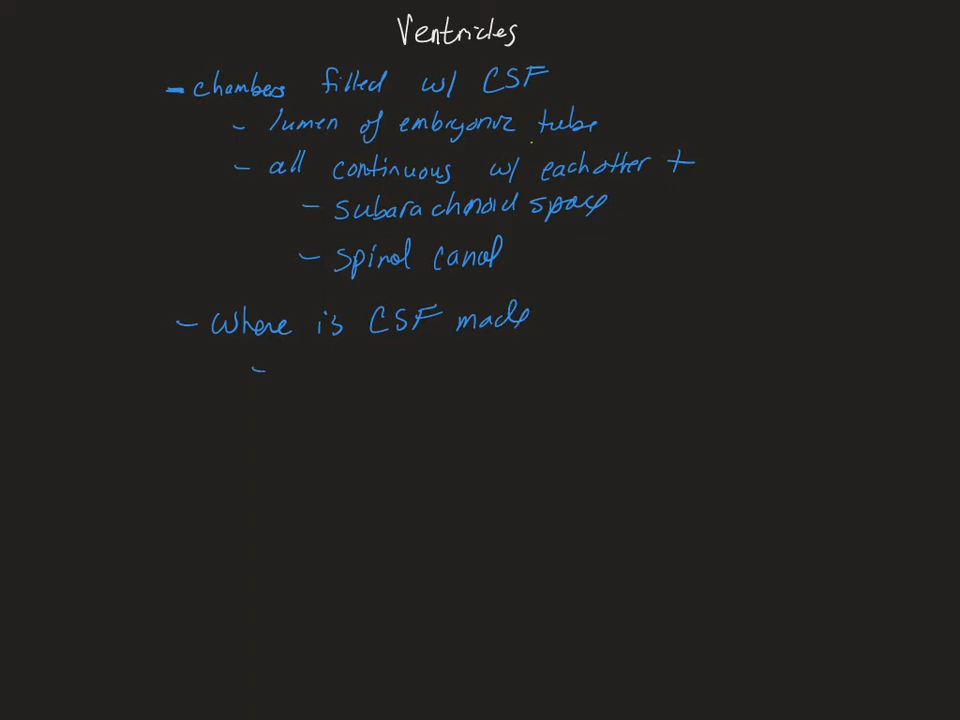 Ventricles
- chambers filled w/ CSF
- lumen of embryonic tube
- all continuous w/ eachother +
- subarachnoid space
- spinal canal
- Where is CSF made
-